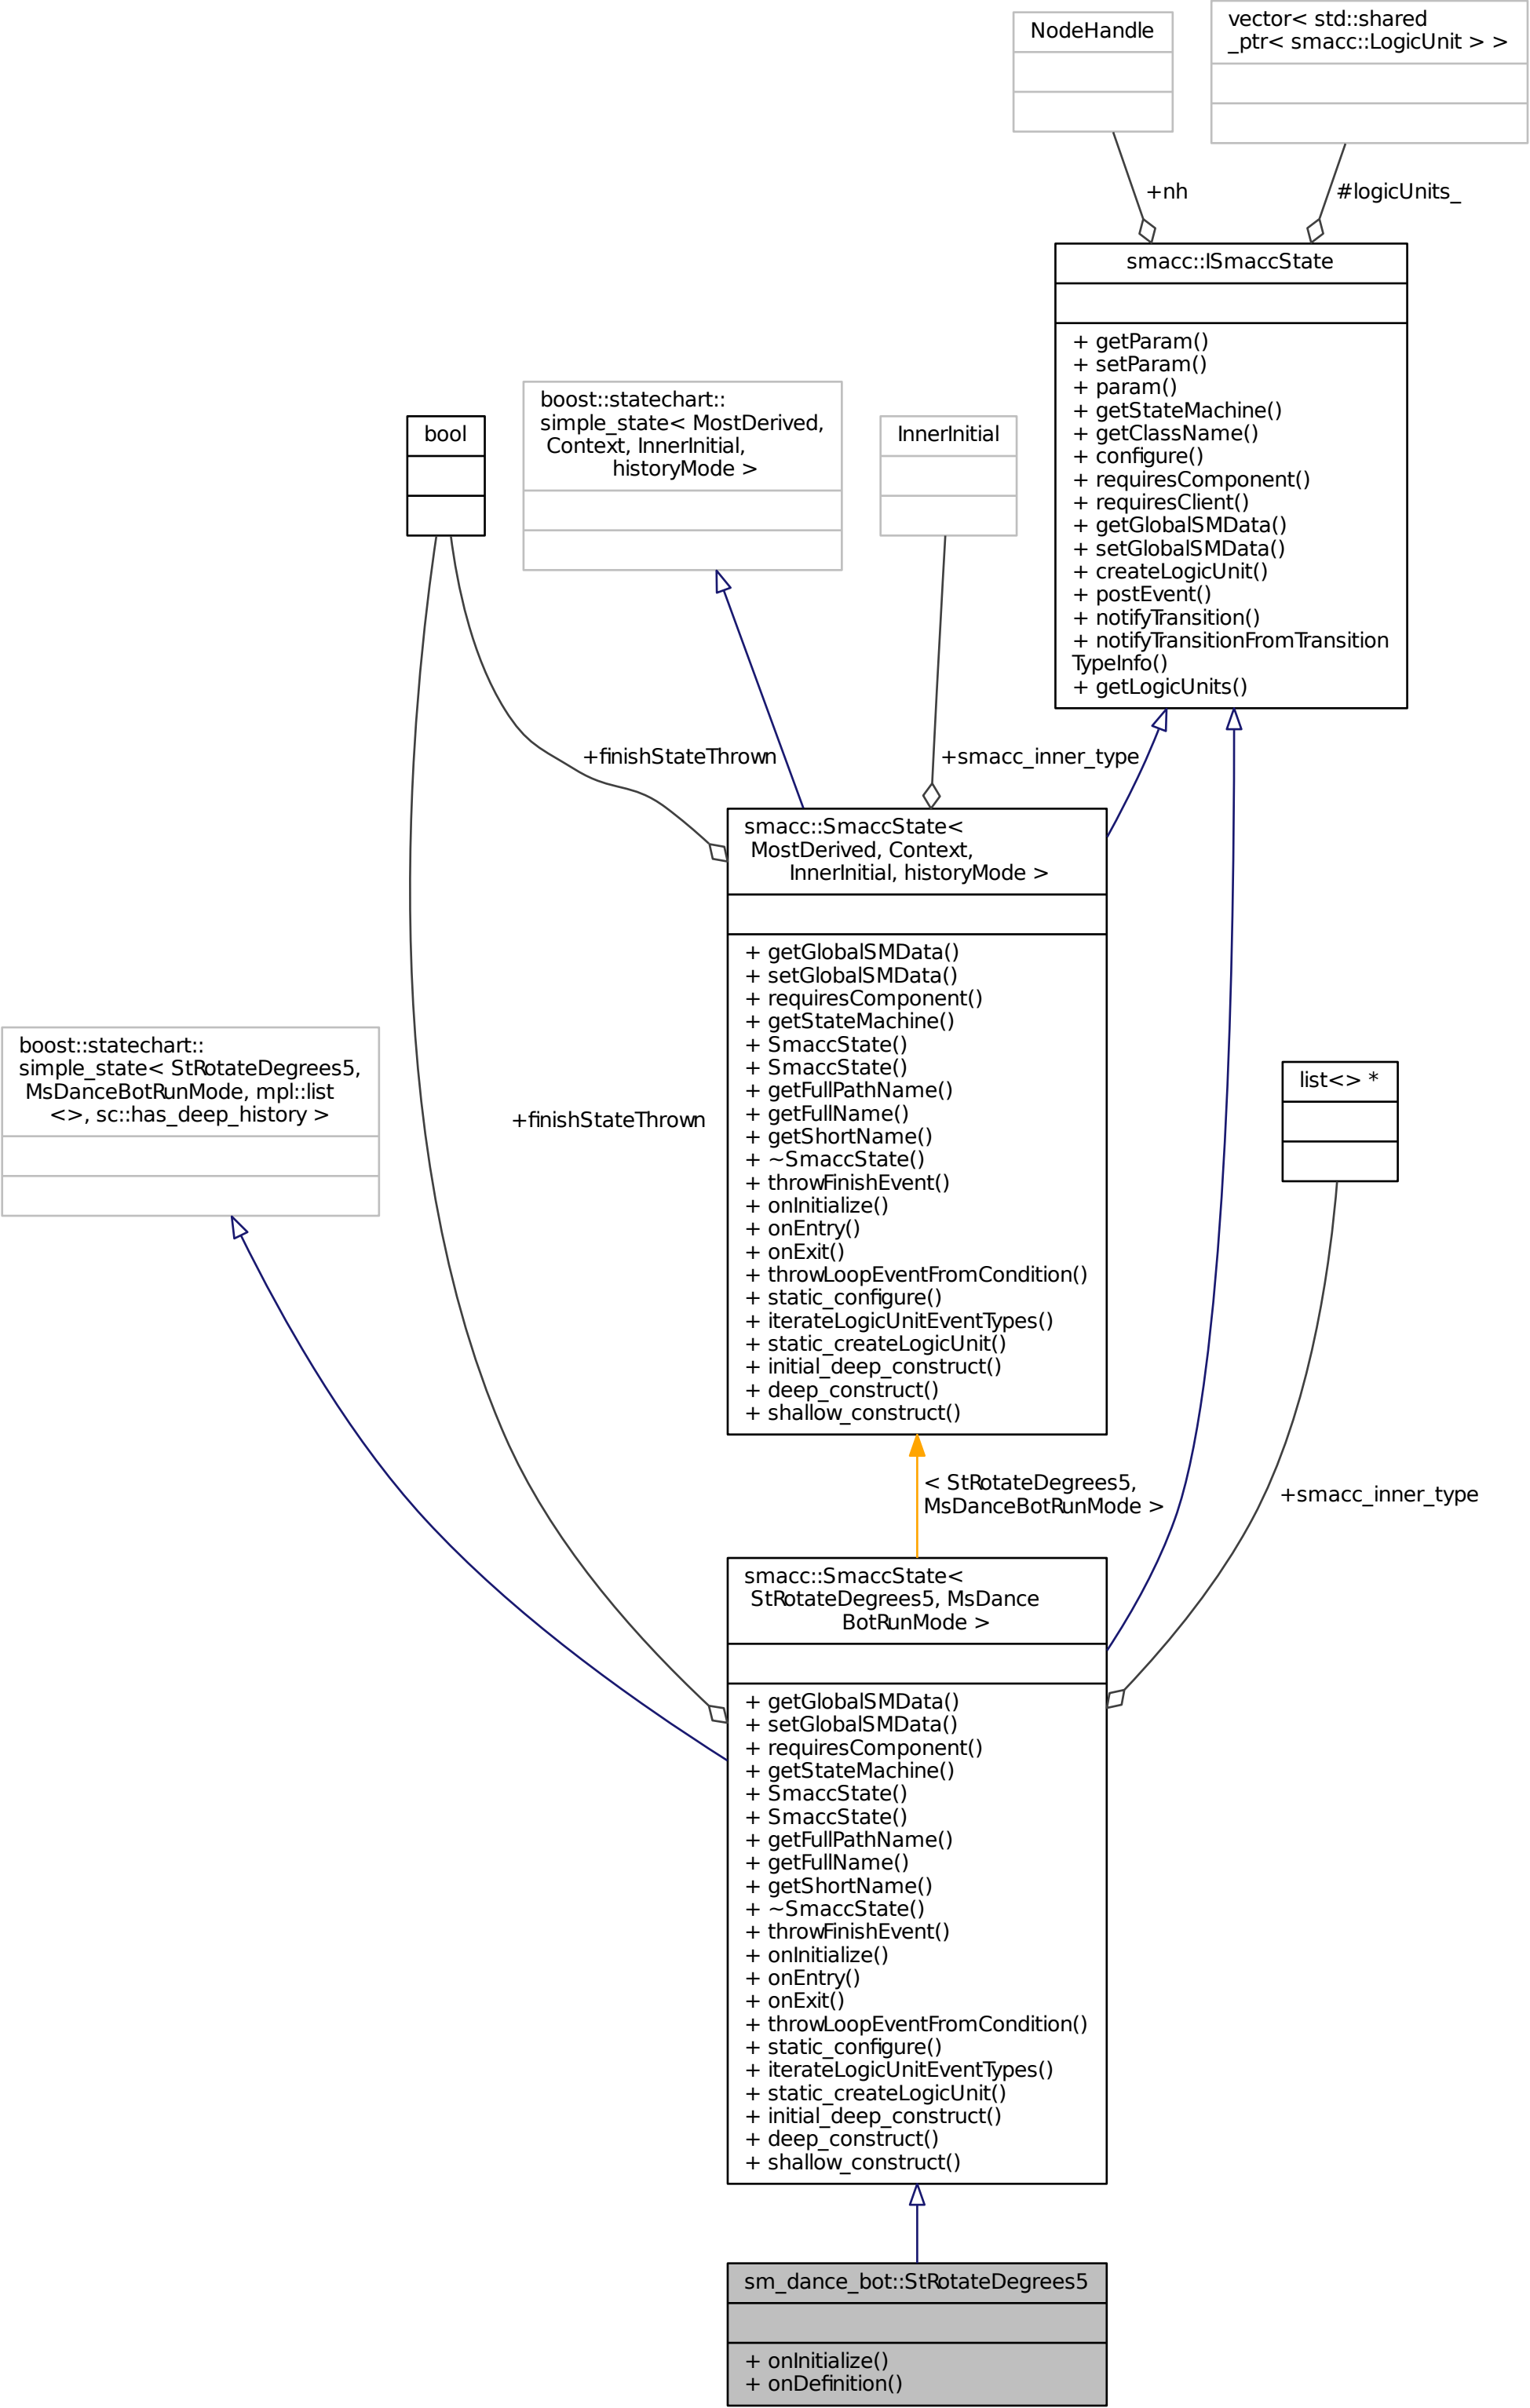 NodeHandle
vector< std::shared
_ptr< smacc::LogicUnit > >
+nh
#logicUnits_
smacc::ISmaccState
+ getParam()
+ setParam()
+ param()
+ getStateMachine()
+ getClassName()
+ configure()
+ requiresComponent()
+ requiresClient()
+ getGlobalSMData()
+ setGlobalSMData()
+ createLogicUnit()
+ postEvent()
+ notifyTransition()
+ notifyTransitionFromTransition
TypeInfo()
+ getLogicUnits()
bool
boost::statechart::
simple_state< MostDerived,
Context, InnerInitial,
historyMode >
InnerInitial
+finishStateThrown
+smacc_inner_type
smacc::SmaccState<
MostDerived, Context,
InnerInitial, historyMode >
+ getGlobalSMData()
+ setGlobalSMData()
+ requiresComponent()
+ getStateMachine()
+ SmaccState()
+ SmaccState()
+ getFullPathName()
+ getFullName()
+ getShortName()
+ ~SmaccState()
+ throwFinishEvent()
+ onInitialize()
+ onEntry()
+ onExit()
+ throwLoopEventFromCondition()
+ static_configure()
+ iterateLogicUnitEventTypes()
+ static_createLogicUnit()
+ initial_deep_construct()
+ deep_construct()
+ shallow_construct()
boost::statechart::
simple_state< StRotateDegrees5,
MsDanceBotRunMode, mpl::list
<>, sc::has_deep_history >
+finishStateThrown
list<> *
< StRotateDegrees5,
MsDanceBotRunMode >
+smacc_inner_type
smacc::SmaccState<
StRotateDegrees5, MsDance
BotRunMode >
+ getGlobalSMData()
+ setGlobalSMData()
+ requiresComponent()
+ getStateMachine()
+ SmaccState()
+ SmaccState()
+ getFullPathName()
+ getFullName()
+ getShortName()
+ ~SmaccState()
+ throwFinishEvent()
+ onInitialize()
+ onEntry()
+ onExit()
+ throwLoopEventFromCondition()
+ static_configure()
+ iterateLogicUnitEventTypes()
+ static_createLogicUnit()
+ initial_deep_construct()
+ deep_construct()
+ shallow_construct()
sm_dance_bot::StRotateDegrees5
+ onInitialize()
+ onDefinition()